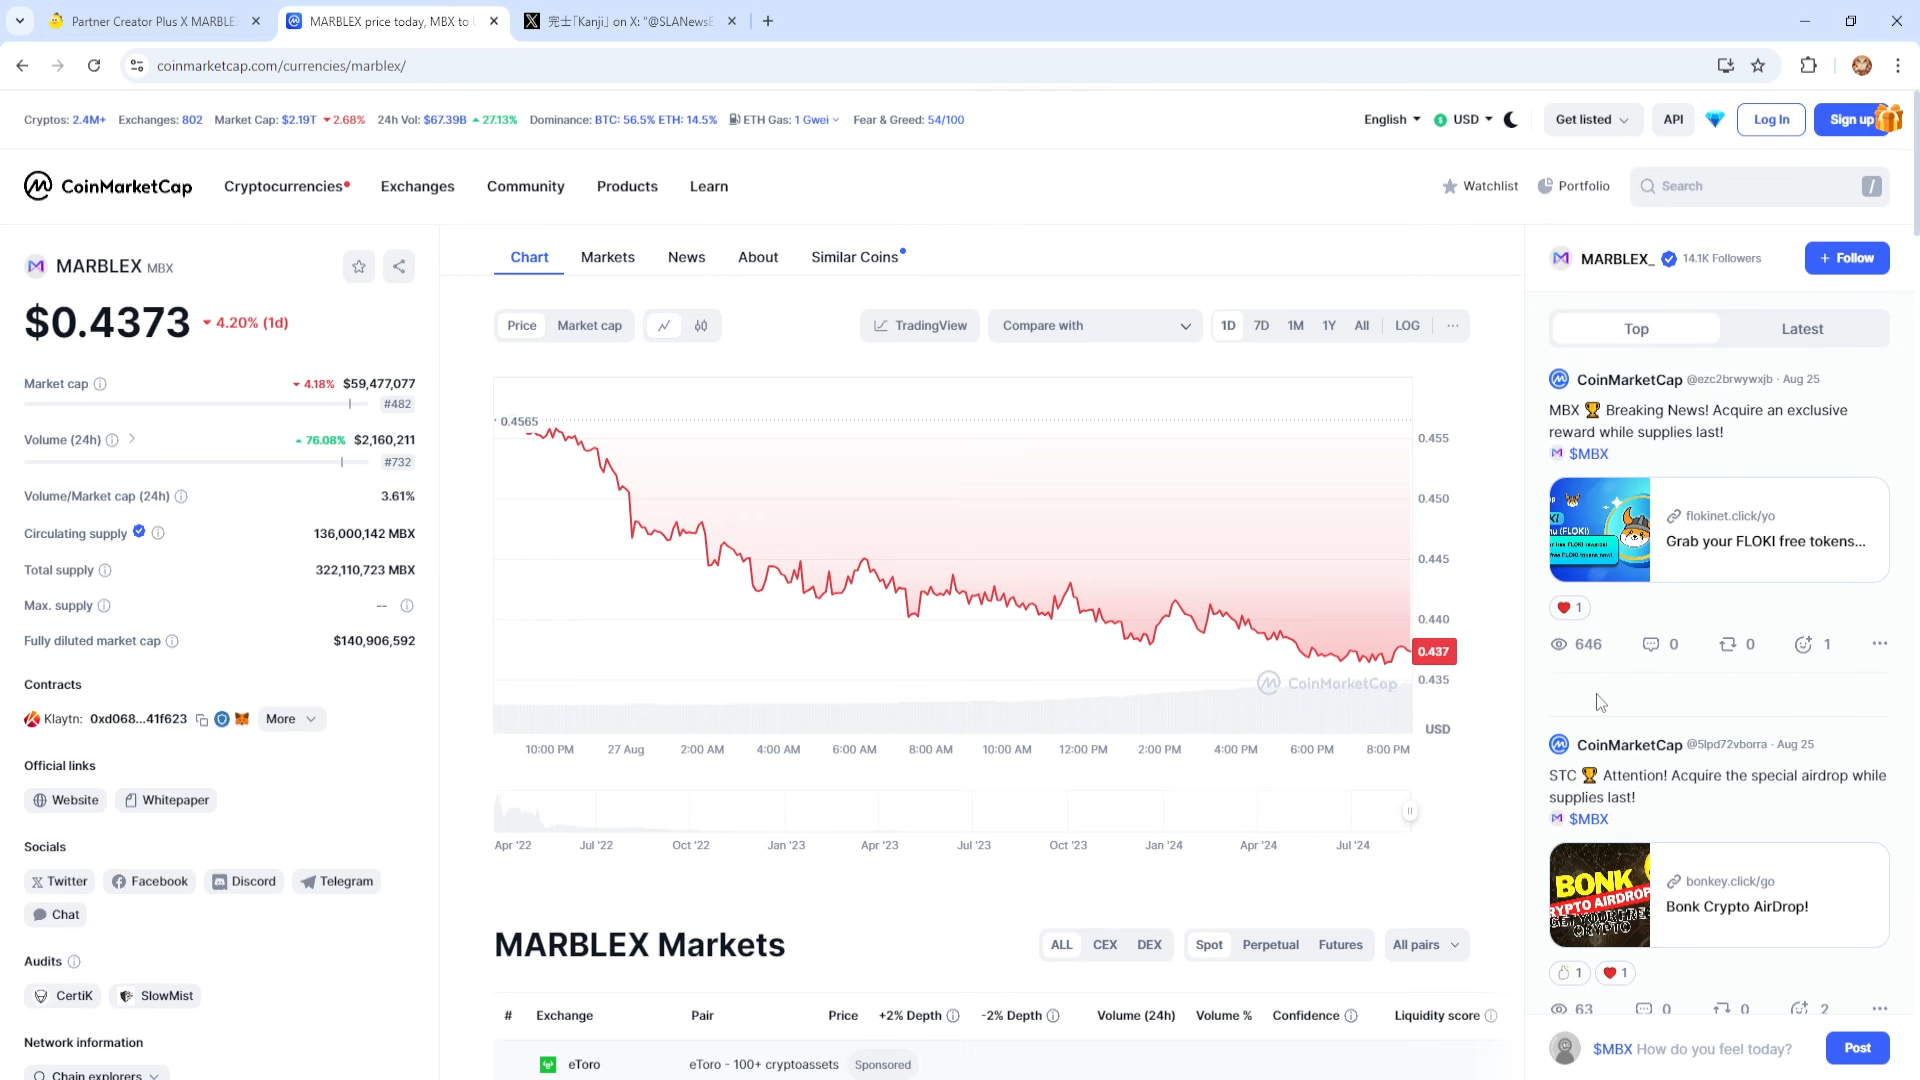 Partner Creator Plus X MARBLE
MARBLEX price today, MBX to U
完士「Kanji」 on X: "@SLANewsE
coinmarketcap.com/currencies/marblex/
Cryptos: 2.4M+ Exchanges: 802 Market Cap: $2.19T 2.68% 24h Vol: $67.39B 27.13% Dominance: BTC: 56.5% ETH: 14.5% ETH Gas: 1 Gwei Fear & Greed: 54/100
English USD Get listed API Log In Sign up
CoinMarketCap Cryptocurrencies Exchanges Community Products Learn
Watchlist Portfolio Search /
MARBLEX MBX
$0.4373 4.20% (1d)
Market cap 4.18% $59,477,077
#482
Volume (24h) 76.08% $2,160,211
#732
Volume/Market cap (24h) 3.61%
Circulating supply 136,000,142 MBX
Total supply 322,110,723 MBX
Max. supply --
Fully diluted market cap $140,906,592
Contracts
Klaytn: 0xd068...41f623 More
Official links
Website Whitepaper
Socials
Twitter Facebook Discord Telegram
Chat
Audits
CertiK SlowMist
Network information
Chain explorers
Chart Markets News About Similar Coins
Price Market cap TradingView Compare with 1D 7D 1M 1Y All LOG ...
0.4565
0.455
0.450
0.445
0.440
0.437
0.435
CoinMarketCap
USD
10:00 PM 27 Aug 2:00 AM 4:00 AM 6:00 AM 8:00 AM 10:00 AM 12:00 PM 2:00 PM 4:00 PM 6:00 PM 8:00 PM
Apr '22 Jul '22 Oct '22 Jan '23 Apr '23 Jul '23 Oct '23 Jan '24 Apr '24 Jul '24
MARBLEX Markets ALL CEX DEX Spot Perpetual Futures All pairs
# Exchange Pair Price +2% Depth -2% Depth Volume (24h) Volume % Confidence Liquidity score
eToro eToro - 100+ cryptoassets Sponsored
MARBLEX_ 14.1K Followers + Follow
Top Latest
CoinMarketCap @ezc2brwywxjb · Aug 25
MBX 🏆 Breaking News! Acquire an exclusive
reward while supplies last!
$MBX
flokinet.click/yo
Grab your FLOKI free tokens...
1
646 0 0 1 ...
CoinMarketCap @5lpd72vborra · Aug 25
STC 🏆 Attention! Acquire the special airdrop while
supplies last!
$MBX
BONK
CRYPTO AIRDROP
bonkey.click/go
Bonk Crypto AirDrop!
1 1
63 0 0 2 ...
$MBX How do you feel today? Post